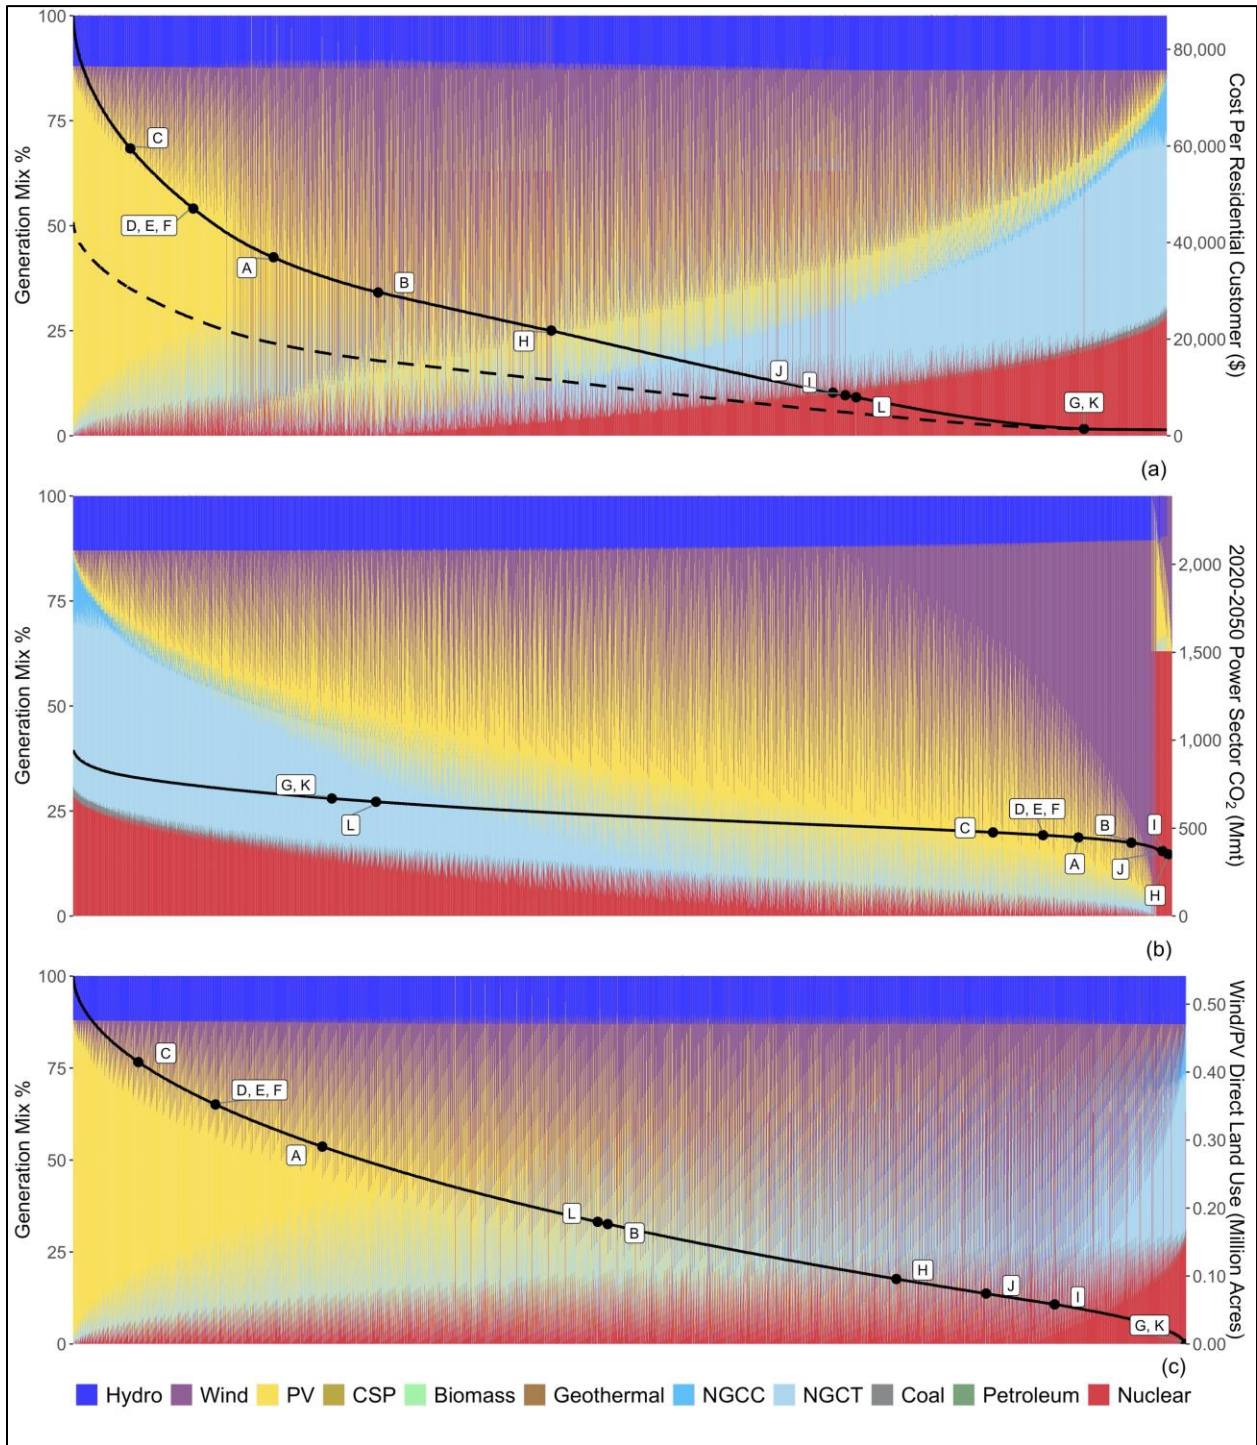 100
75
50
25
0
Generation Mix %
C
D, E, F
A
B
H
J
I
L
G, K
80,000
60,000
40,000
20,000
0
Cost Per Residential Customer ($)
(a)
100
75
50
25
0
Generation Mix %
G, K
L
C
D, E, F
A
B
J
I
H
2,000
1,500
1,000
500
0
2020-2050 Power Sector CO₂ (Mmt)
(b)
100
75
50
25
0
Generation Mix %
C
D, E, F
A
L
B
H
J
I
G, K
0.50
0.40
0.30
0.20
0.10
0.00
Wind/PV Direct Land Use (Million Acres)
(c)
Hydro Wind PV CSP Biomass Geothermal NGCC NGCT Coal Petroleum Nuclear